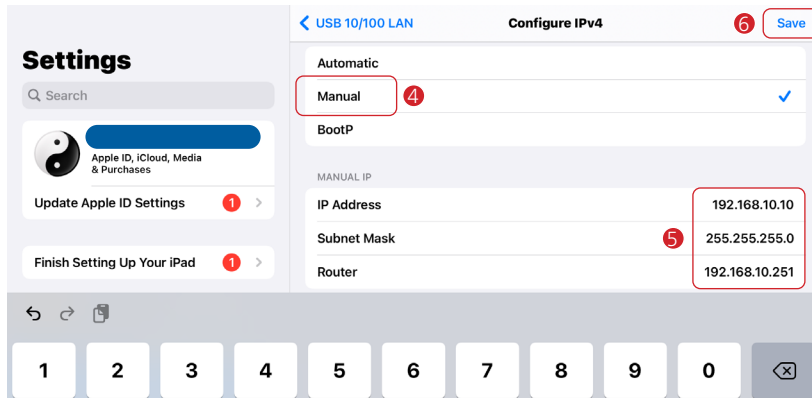 USB 10/100 LAN
Configure IPv4
6
Save
Settings
Search
Apple ID, iCloud, Media
& Purchases
Update Apple ID Settings
1
Finish Setting Up Your iPad
1
Automatic
Manual
4
BootP
MANUAL IP
IP Address
192.168.10.10
Subnet Mask
5
255.255.255.0
Router
192.168.10.251
1 2 3 4 5 6 7 8 9 0